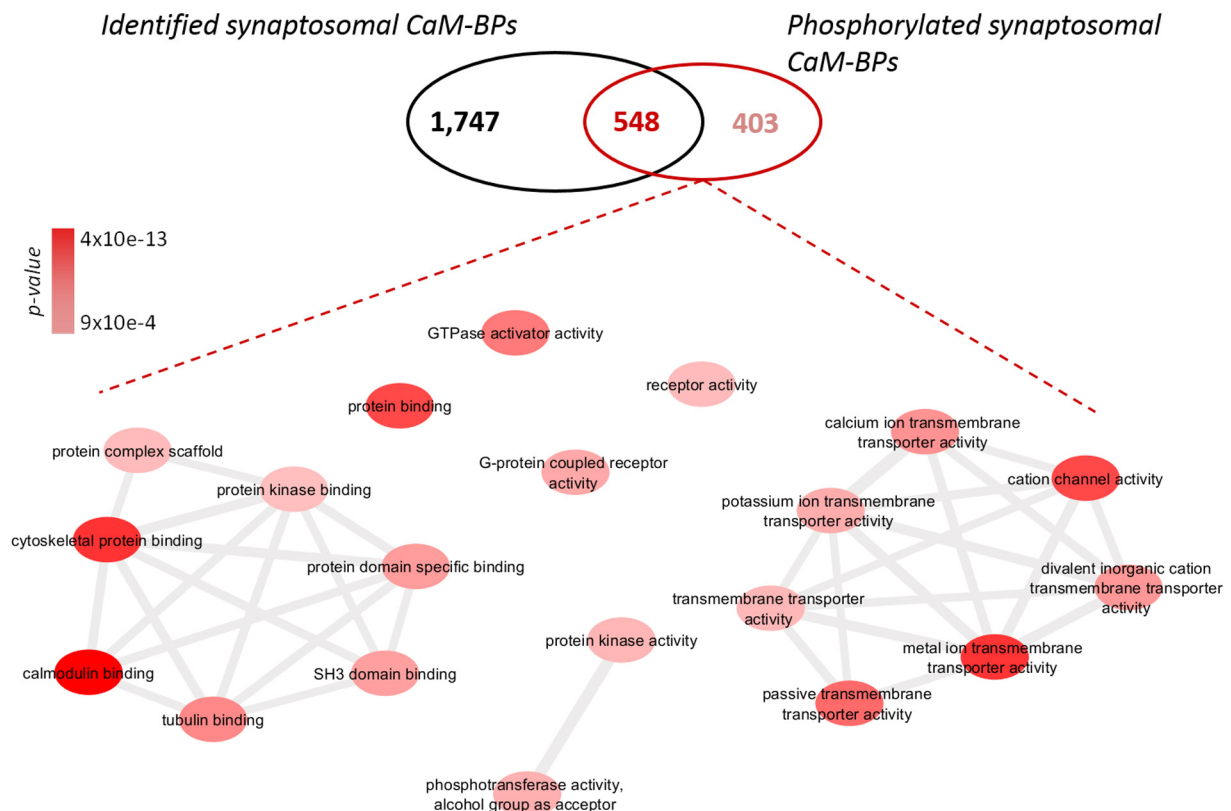 Identified synaptosomal CaM-BPs
Phosphorylated synaptosomal
CaM-BPs
1,747
548
403
p-value
4x10e-13
9x10e-4
GTPase activator activity
receptor activity
protein binding
protein complex scaffold
protein kinase binding
G-protein coupled receptor
activity
cytoskeletal protein binding
protein domain specific binding
calmodulin binding
SH3 domain binding
tubulin binding
protein kinase activity
phosphotransferase activity,
alcohol group as acceptor
calcium ion transmembrane
transporter activity
cation channel activity
potassium ion transmembrane
transporter activity
divalent inorganic cation
transmembrane transporter
activity
transmembrane transporter
activity
metal ion transmembrane
transporter activity
passive transmembrane
transporter activity